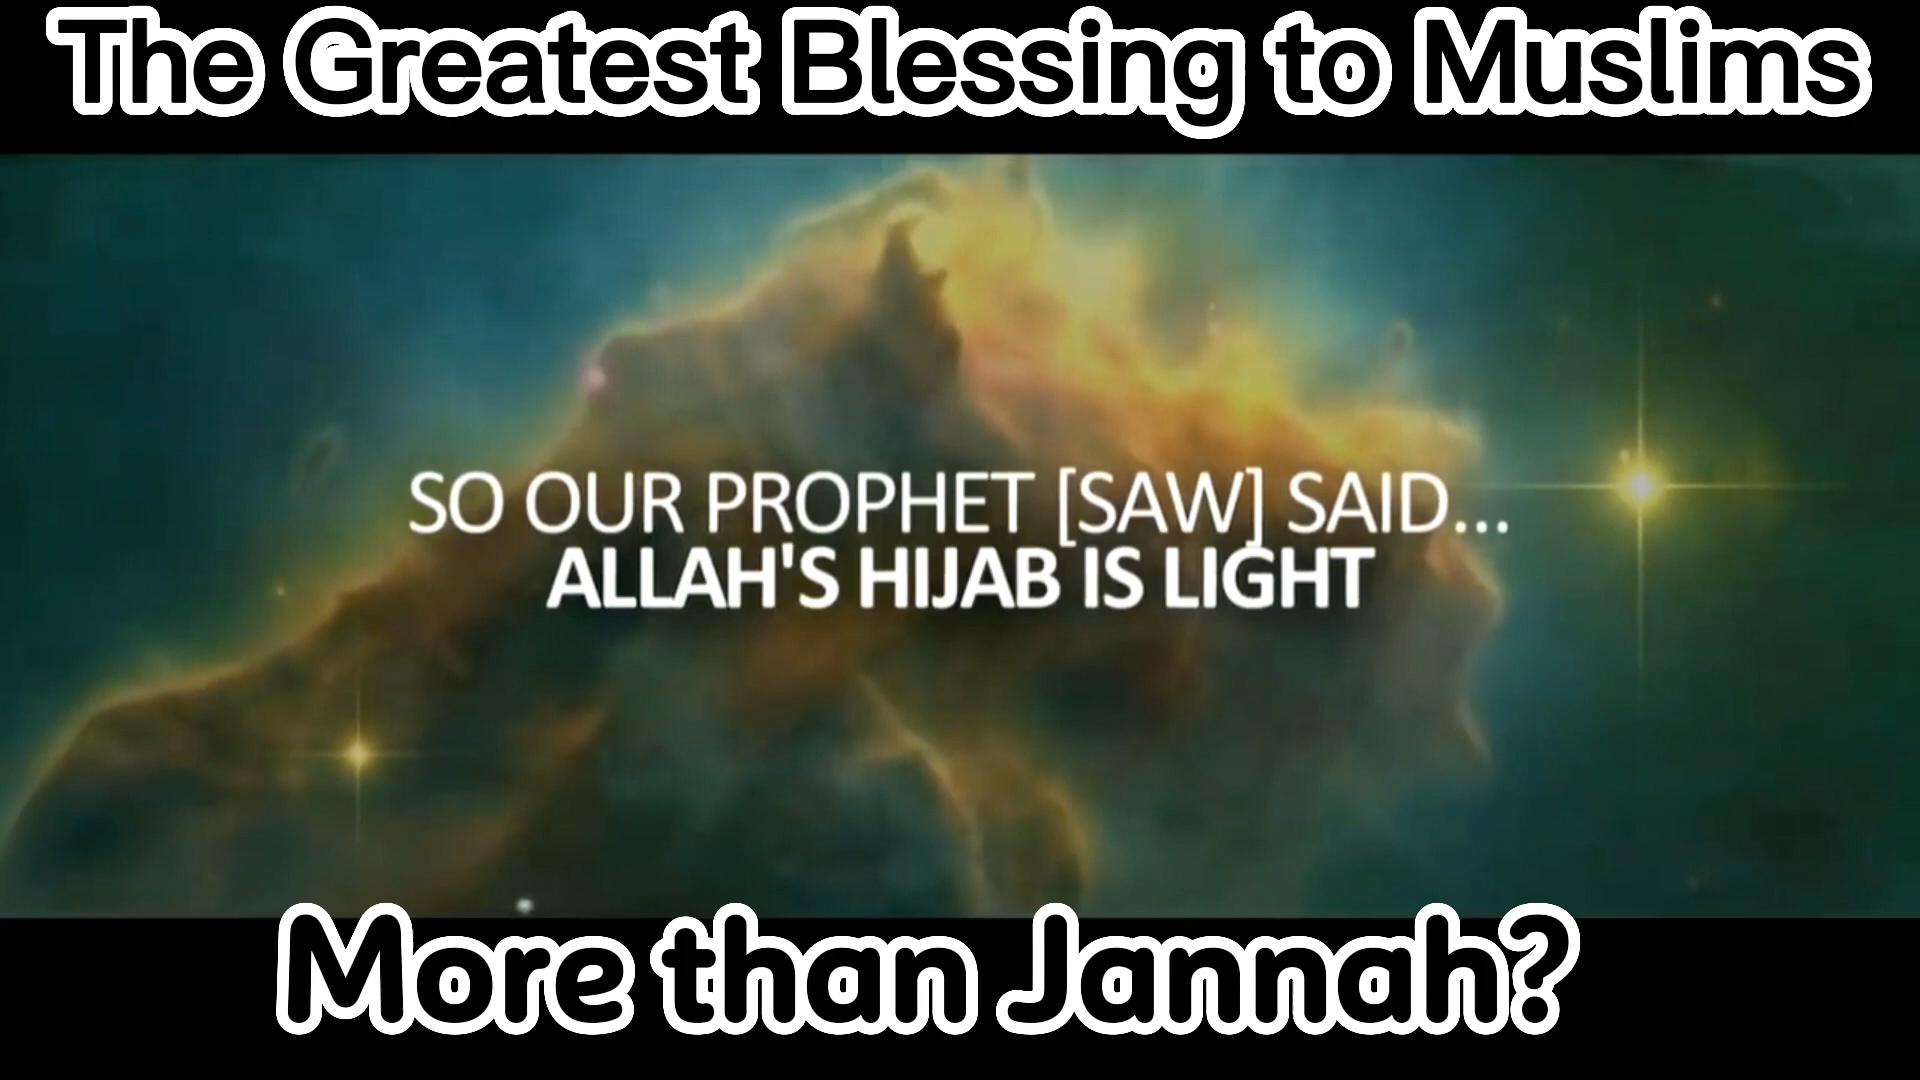 The Greatest Blessing to Muslims
SO OUR PROPHET [SAW] SAID...
ALLAH'S HIJAB IS LIGHT
More than Jannah?